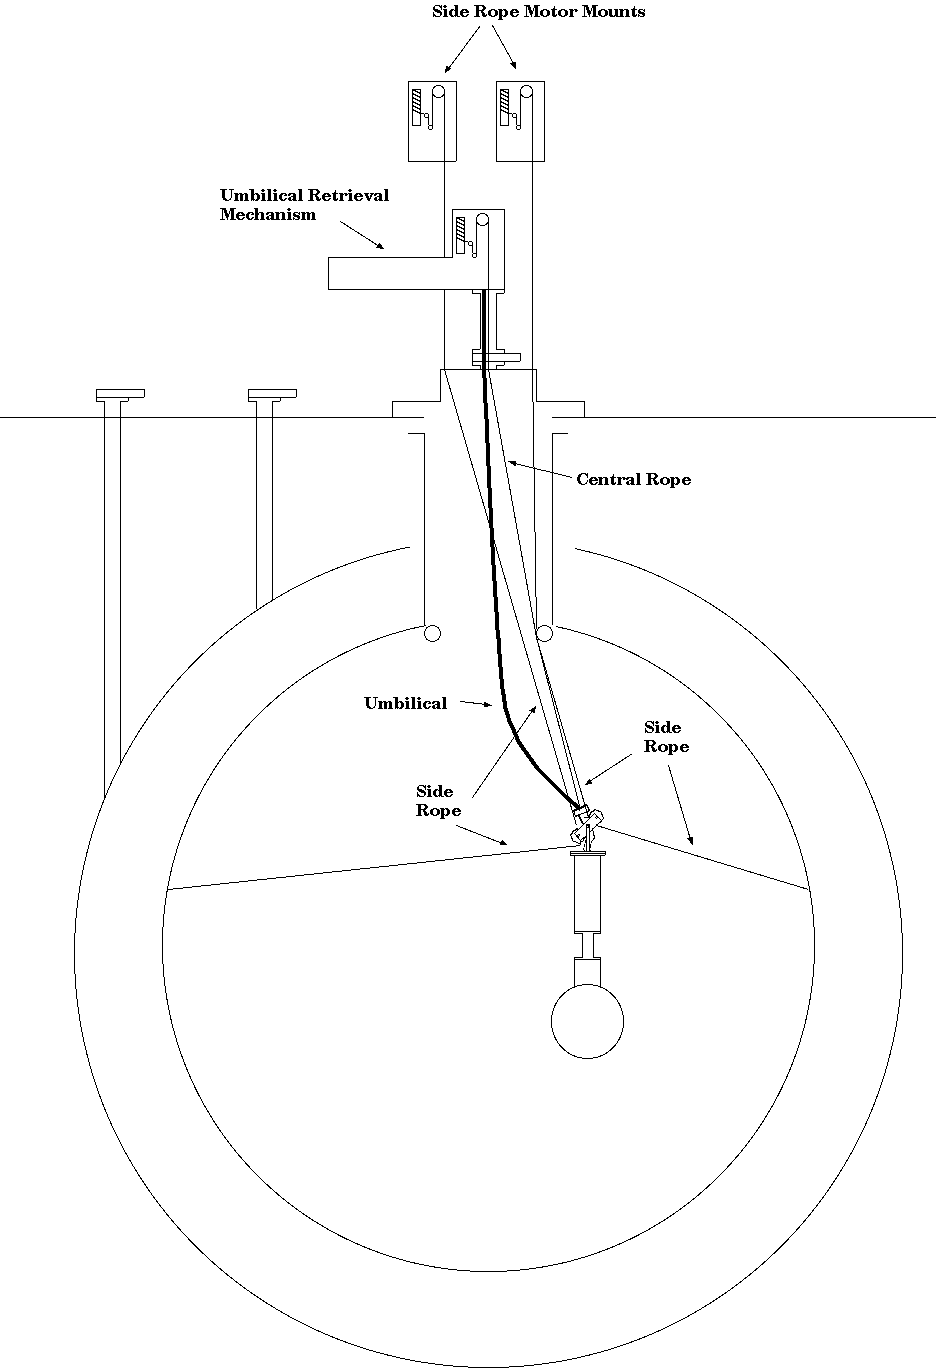 Side Rope Motor Mounts
Umbilical Retrieval
Mechanism
Central Rope
Umbilical
Side
Rope
Side
Rope